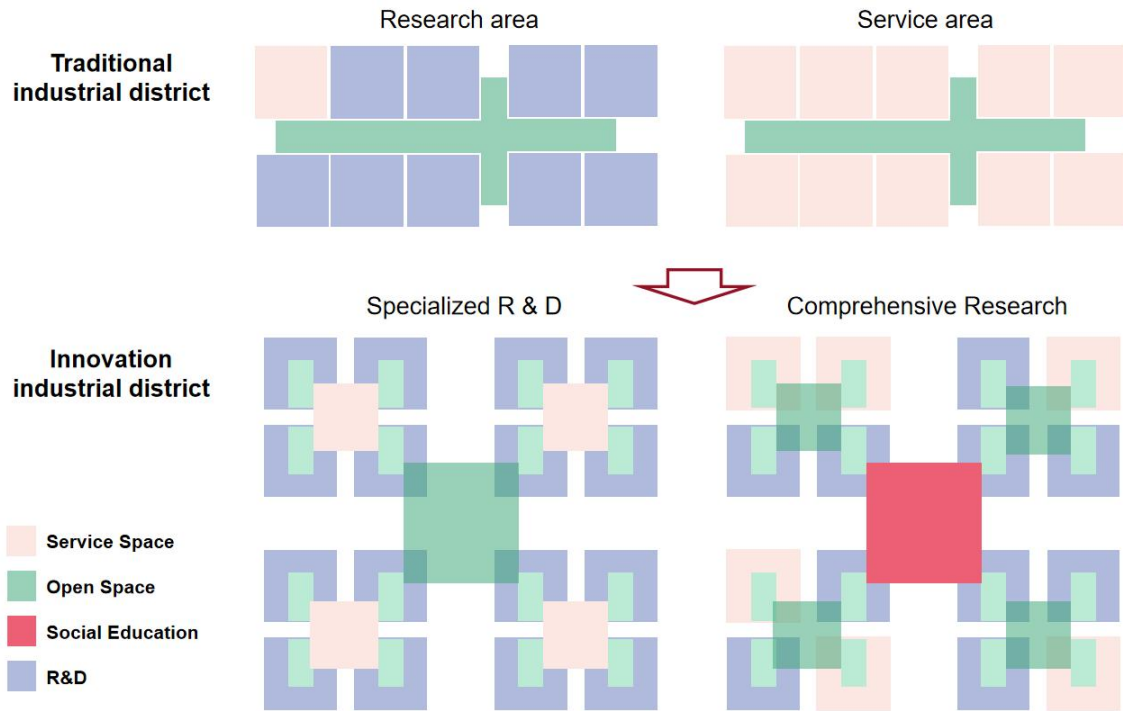 Research area
Service area
Traditional
industrial district
Specialized R & D
Comprehensive Research
Innovation
industrial district
Service Space
Open Space
Social Education
R&D